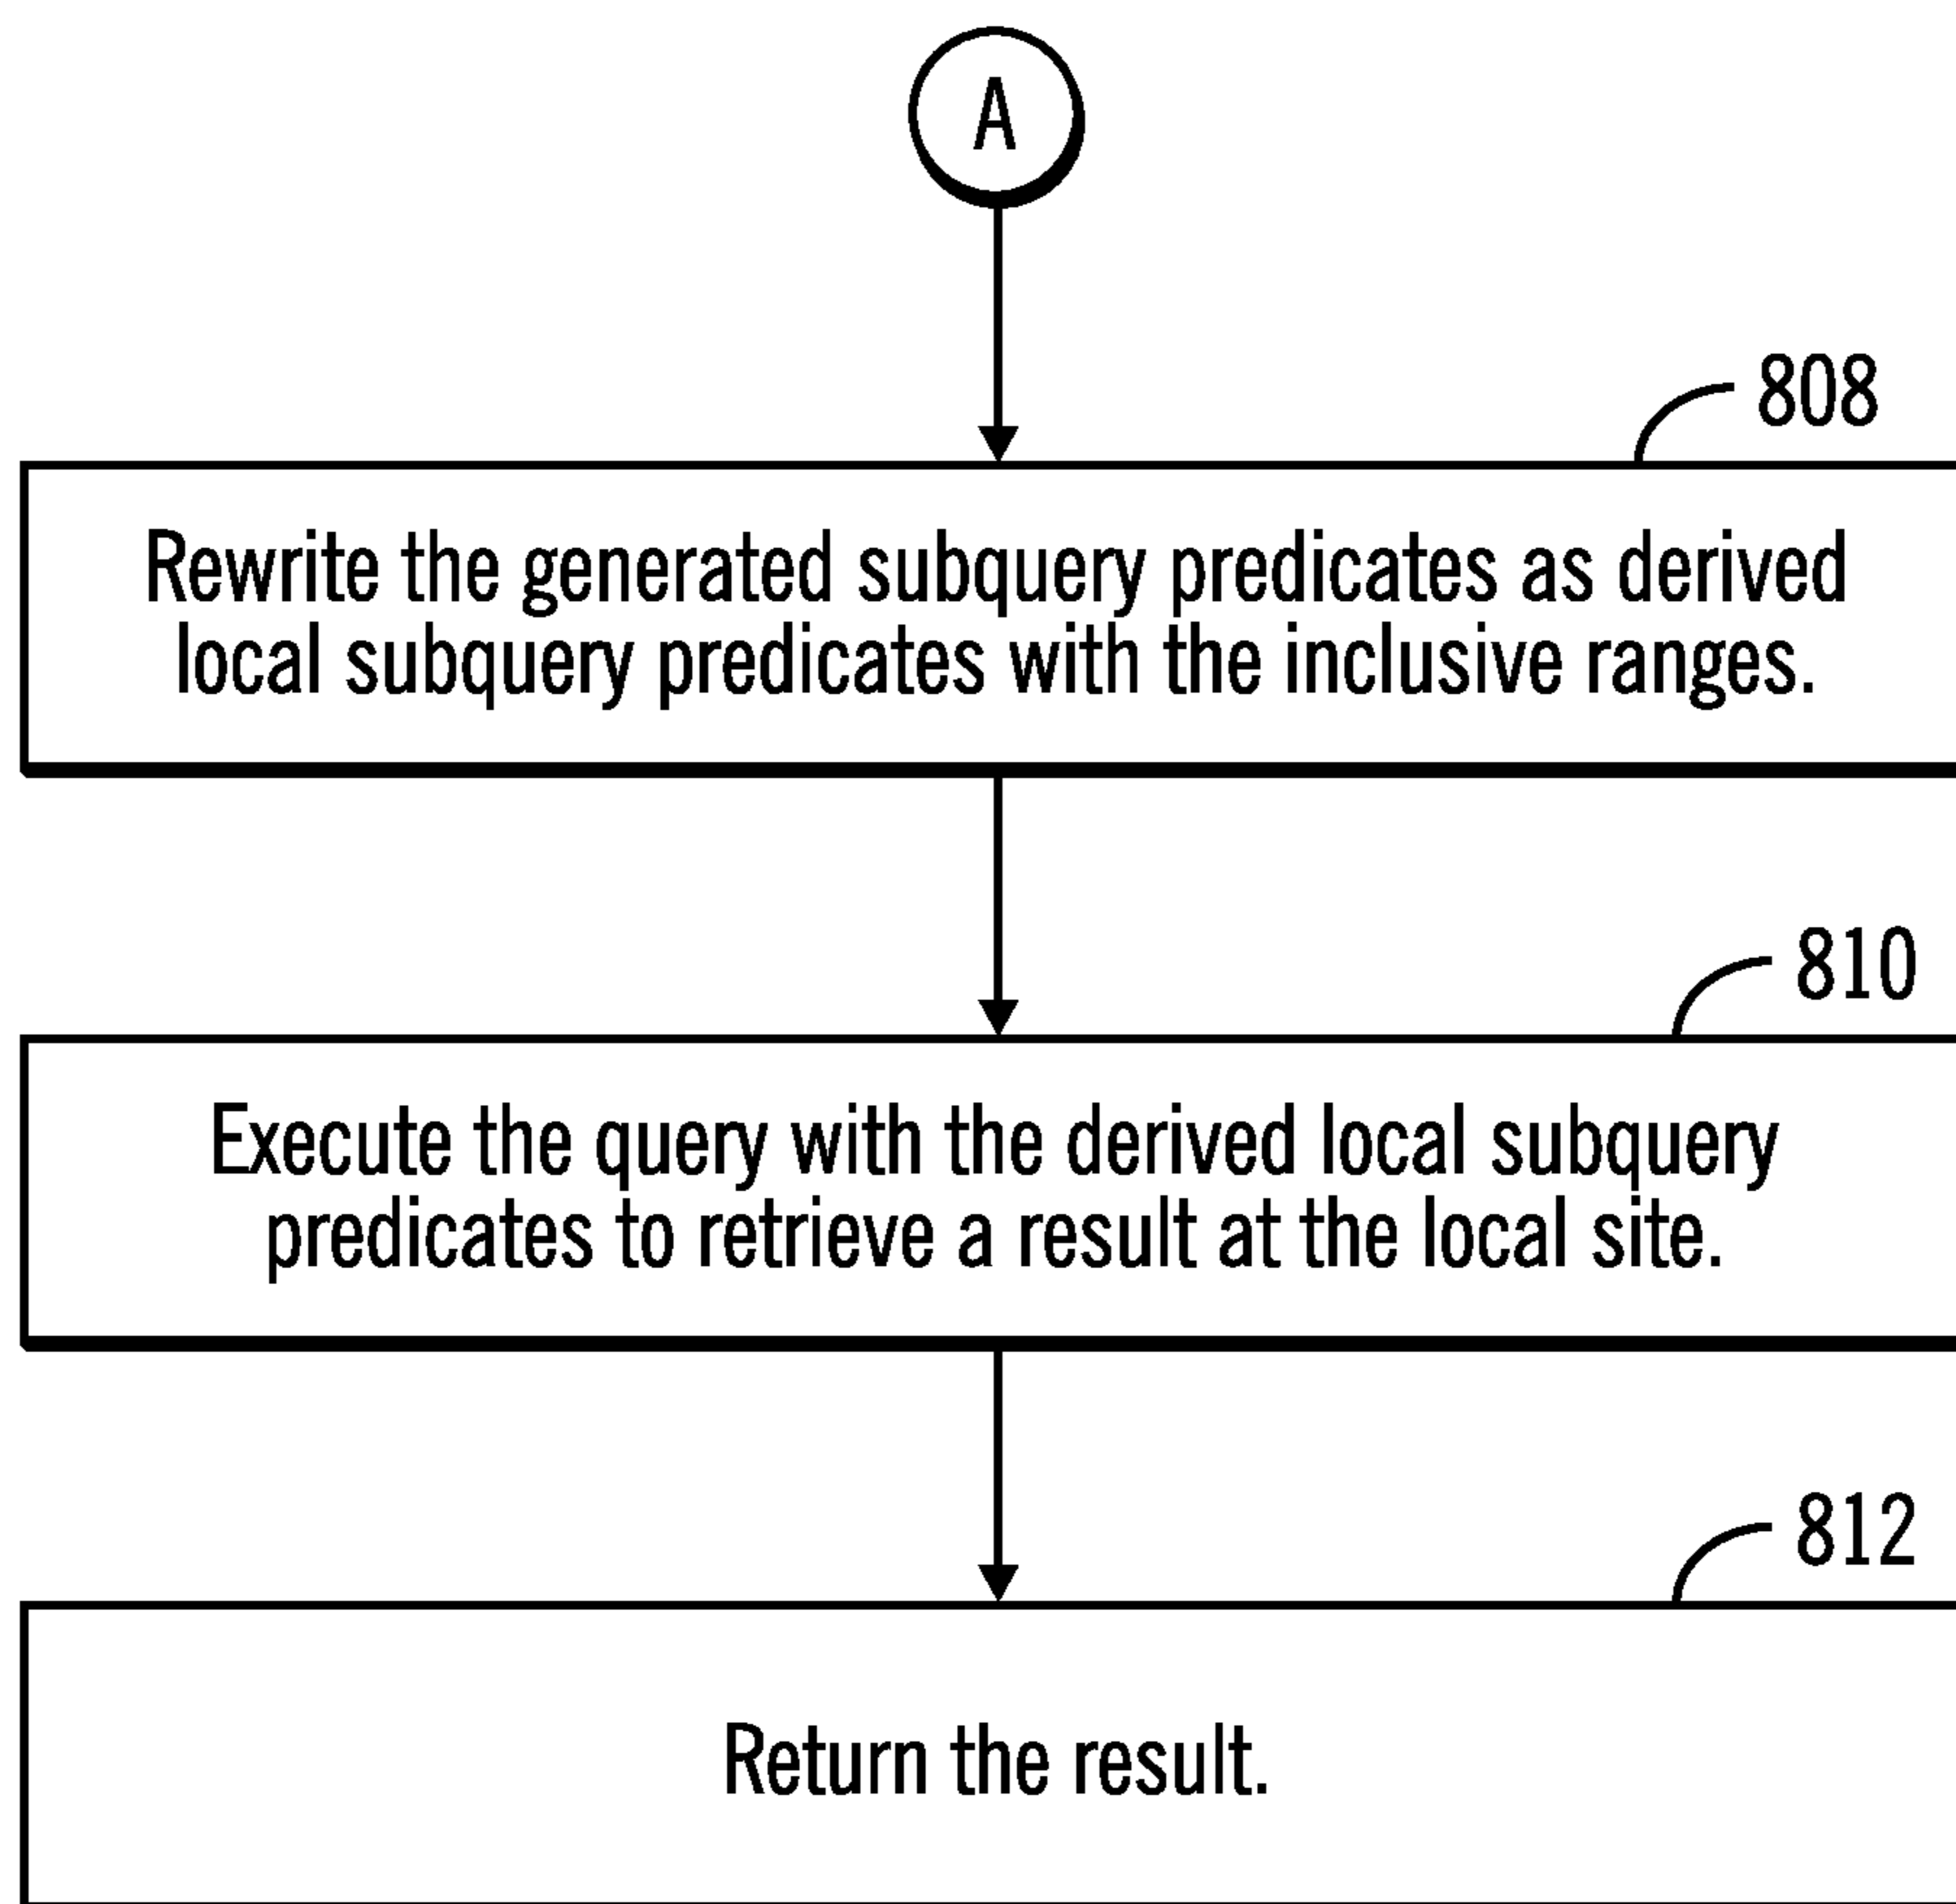 A
808
Rewrite the generated subquery predicates as derived
local subquery predicates with the inclusive ranges.
810
Execute the query with the derived local subquery
predicates to retrieve a result at the local site.
812
Return the result.